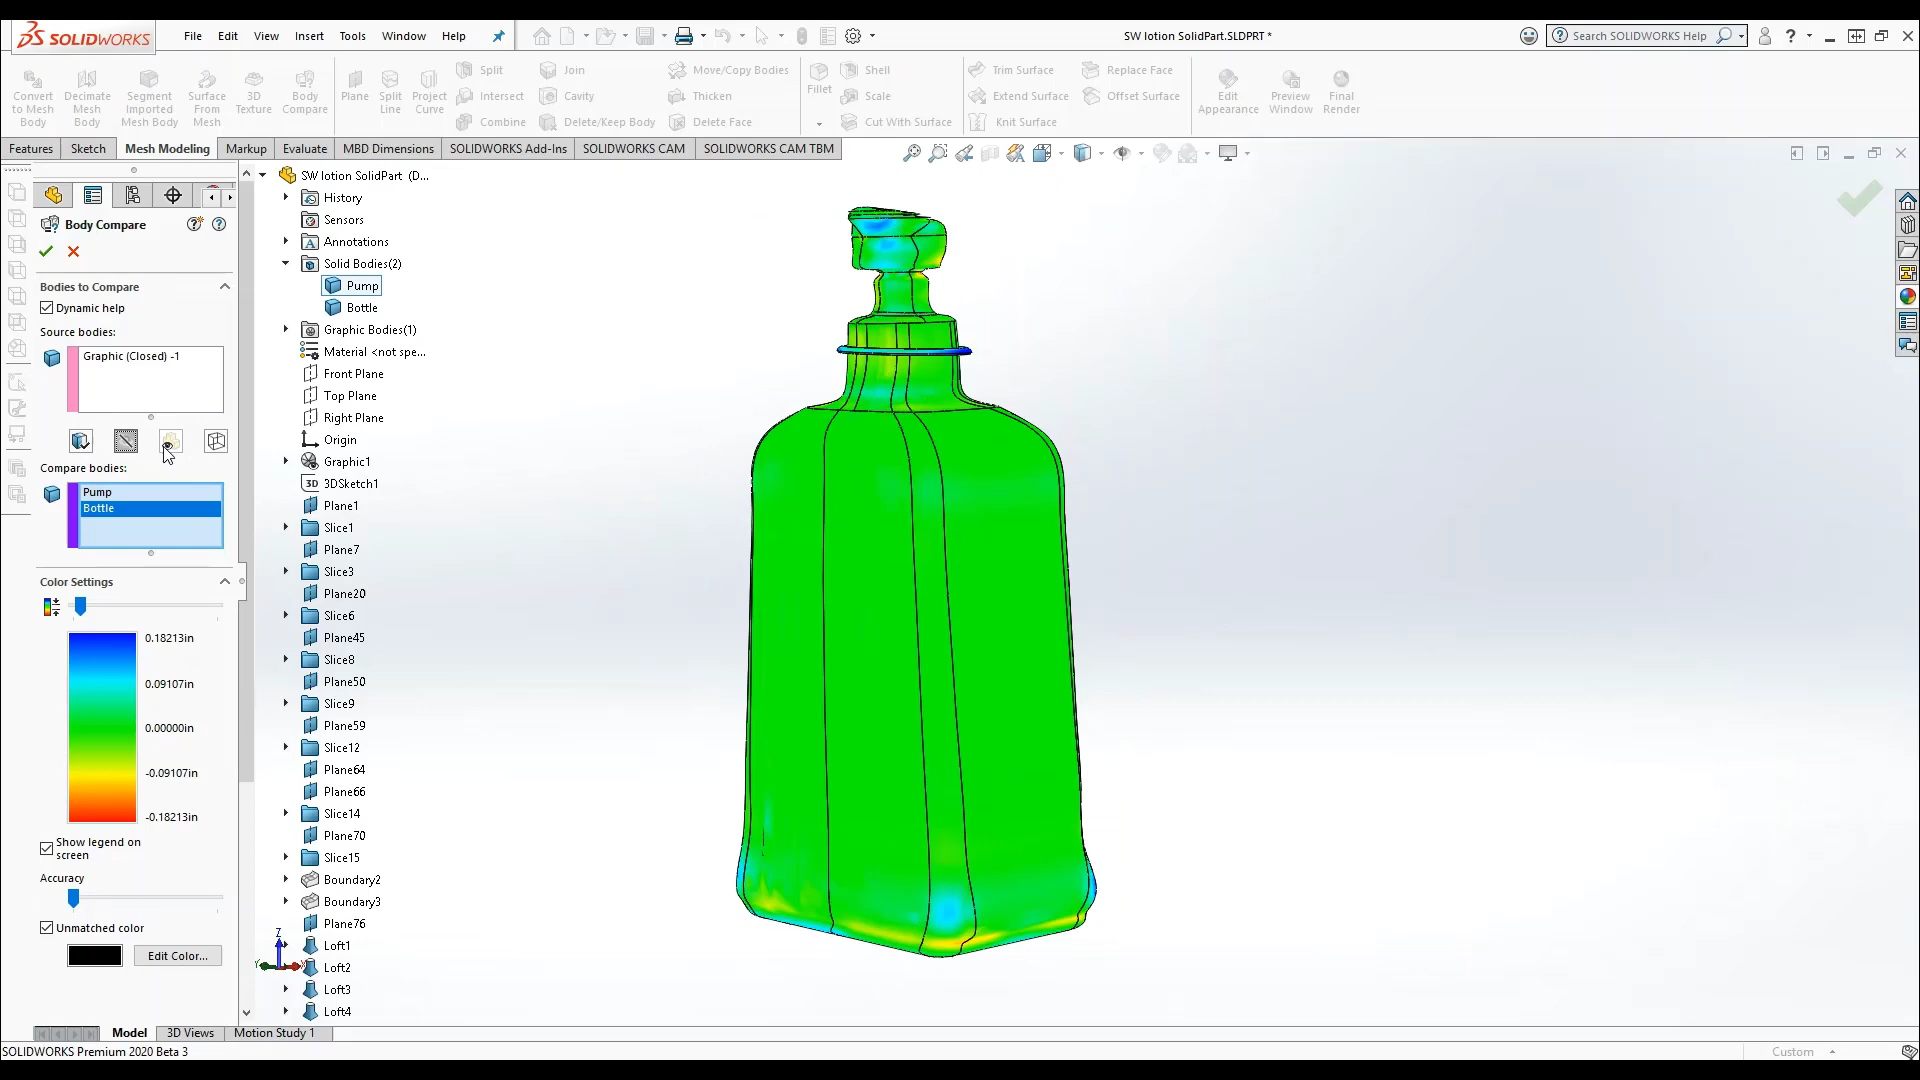 SOLIDWORKS
File Edit View Insert Tools Window Help
SW lotion SolidPart.SLDPRT *
Search SOLIDWORKS Help
Convert to Mesh Body
Decimate Mesh Body
Segment Imported Mesh Body
Surface From Mesh
3D Texture
Body Compare
Plane
Split Line
Project Curve
Split
Intersect
Combine
Join
Cavity
Delete/Keep Body
Move/Copy Bodies
Thicken
Delete Face
Fillet
Shell
Scale
Cut With Surface
Trim Surface
Extend Surface
Knit Surface
Replace Face
Offset Surface
Edit Appearance
Preview Window
Final Render
Features Sketch Mesh Modeling Markup Evaluate MBD Dimensions SOLIDWORKS Add-Ins SOLIDWORKS CAM SOLIDWORKS CAM TBM
Body Compare
Bodies to Compare
Dynamic help
Source bodies:
Graphic (Closed) -1
Compare bodies:
Pump
Bottle
Color Settings
0.18213in
0.09107in
0.00000in
-0.09107in
-0.18213in
Show legend on
screen
Accuracy
Unmatched color
Edit Color...
SW lotion SolidPart (D...
History
Sensors
Annotations
Solid Bodies(2)
Pump
Bottle
Graphic Bodies(1)
Material <not spe...
Front Plane
Top Plane
Right Plane
Origin
Graphic1
3D 3DSketch1
Plane1
Slice1
Plane7
Slice3
Plane20
Slice6
Plane45
Slice8
Plane50
Slice9
Plane59
Slice12
Plane64
Plane66
Slice14
Plane70
Slice15
Boundary2
Boundary3
Plane76
Loft1
Loft2
Loft3
Loft4
Z
Y
Model 3D Views Motion Study 1
SOLIDWORKS Premium 2020 Beta 3
Custom